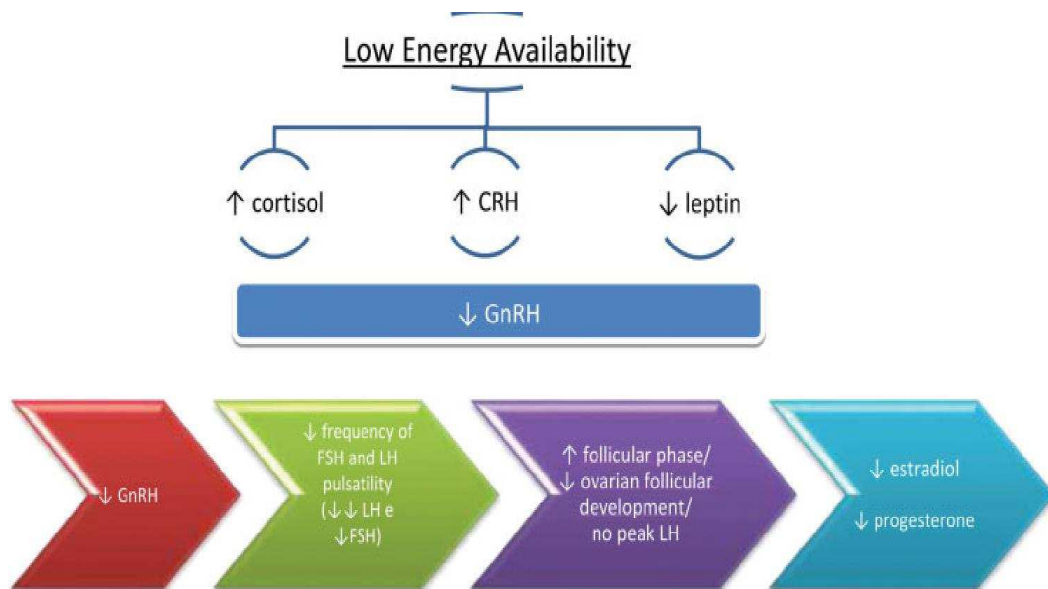 Low Energy Availability
↑ cortisol
↑ CRH
↓ leptin
↓ GnRH
↓ GnRH
↓ frequency of
FSH and LH
pulsatility
(↓↓ LH e
↓FSH)
↑ follicular phase/
↓ ovarian follicular
development/
no peak LH
↓ estradiol
↓ progesterone